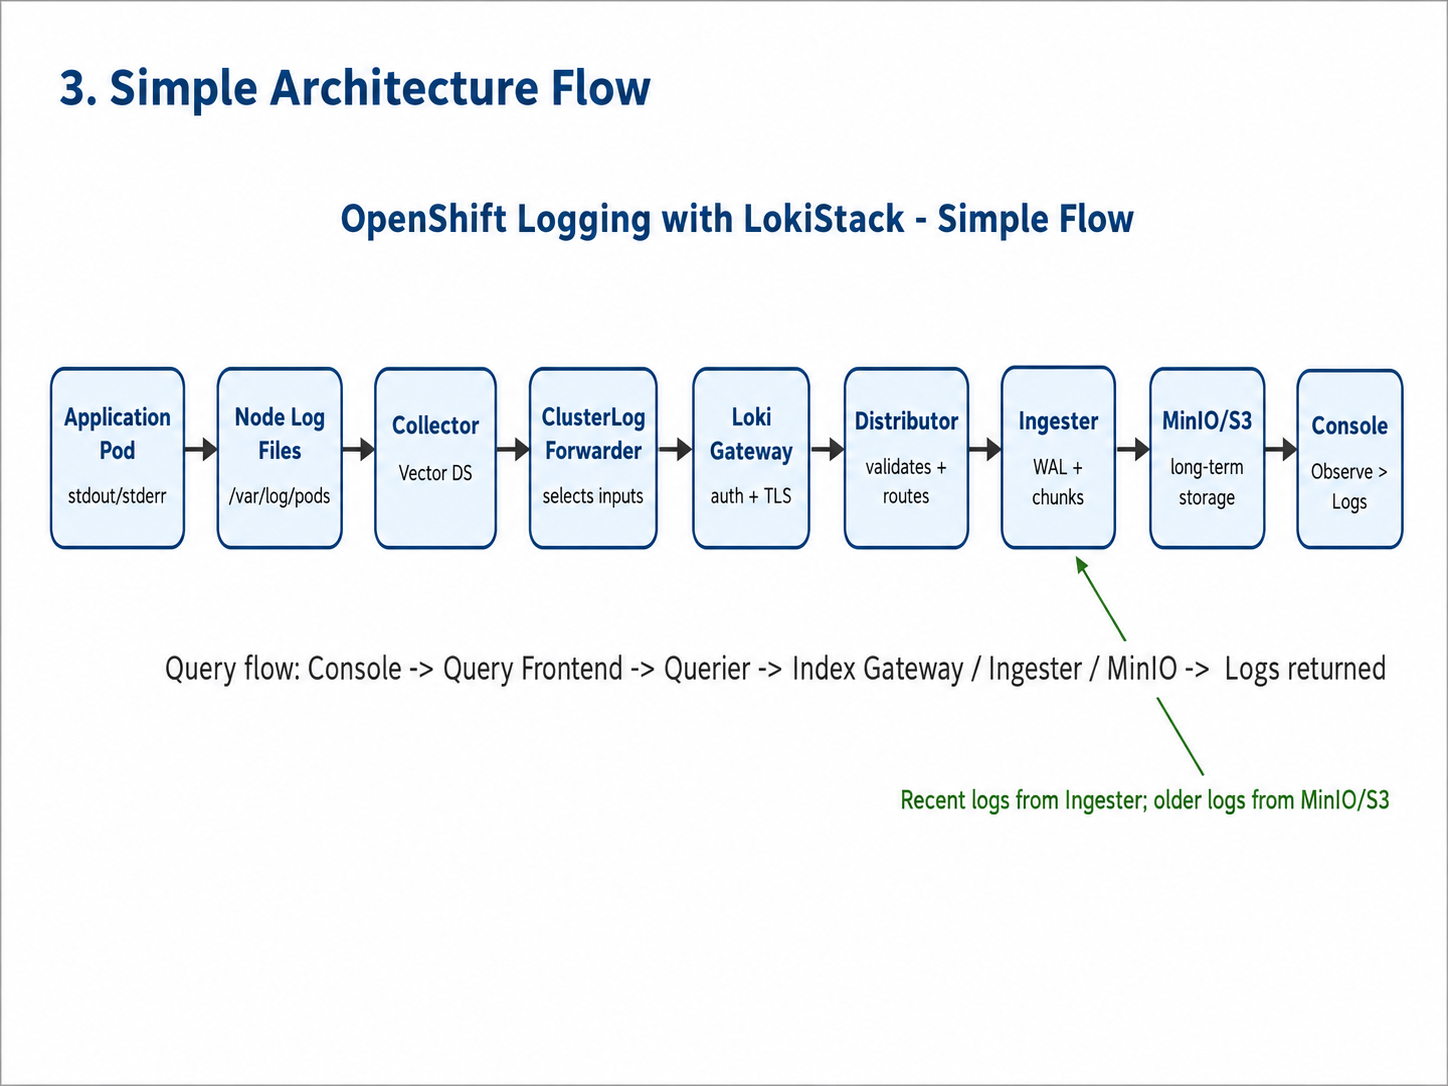 3. Simple Architecture Flow
OpenShift Logging with LokiStack - Simple Flow
Application
Pod
stdout/stderr
Node Log
Files
/var/log/pods
Collector
Vector DS
ClusterLog
Forwarder
selects inputs
Loki
Gateway
auth + TLS
Distributor
validates +
routes
Ingester
WAL +
chunks
MinIO/S3
long-term
storage
Console
Observe >
Logs
Query flow: Console -> Query Frontend -> Querier -> Index Gateway / Ingester / MinIO -> Logs returned
Recent logs from Ingester; older logs from MinIO/S3